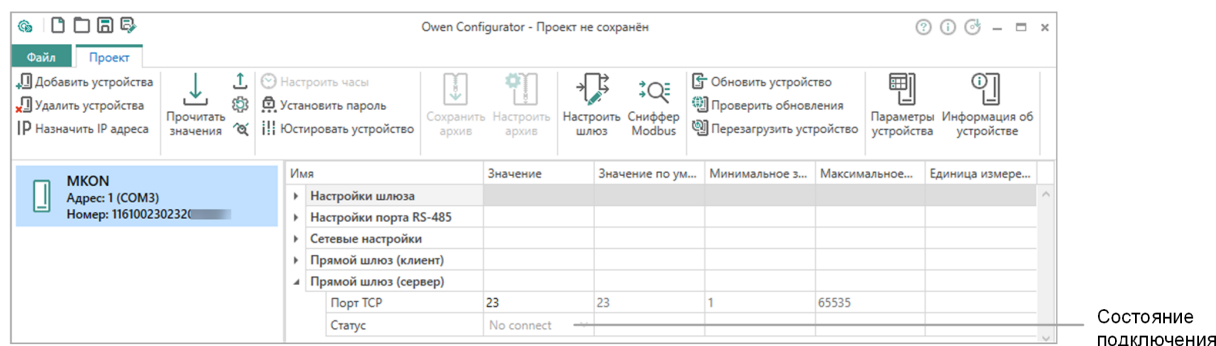 Owen Configurator - Проект не сохранён
Файл
Проект
Добавить устройства
Удалить устройства
IP Назначить IP адреса
Прочитать
значения
Настроить часы
Установить пароль
Юстировать устройство
Сохранить
архив
Настроить
архив
Настроить
шлюз
Сниффер
Modbus
Обновить устройство
Проверить обновления
Перезагрузить устройство
Параметры
устройства
Информация об
устройстве
MKON
Адрес: 1 (COM3)
Номер: 1161002302320
Имя Значение Значение по ум... Минимальное з... Максимальное... Единица измере...
Настройки шлюза
Настройки порта RS-485
Сетевые настройки
Прямой шлюз (клиент)
Прямой шлюз (сервер)
Порт TCP 23 23 1 65535
Статус No connect
Состояние
подключения